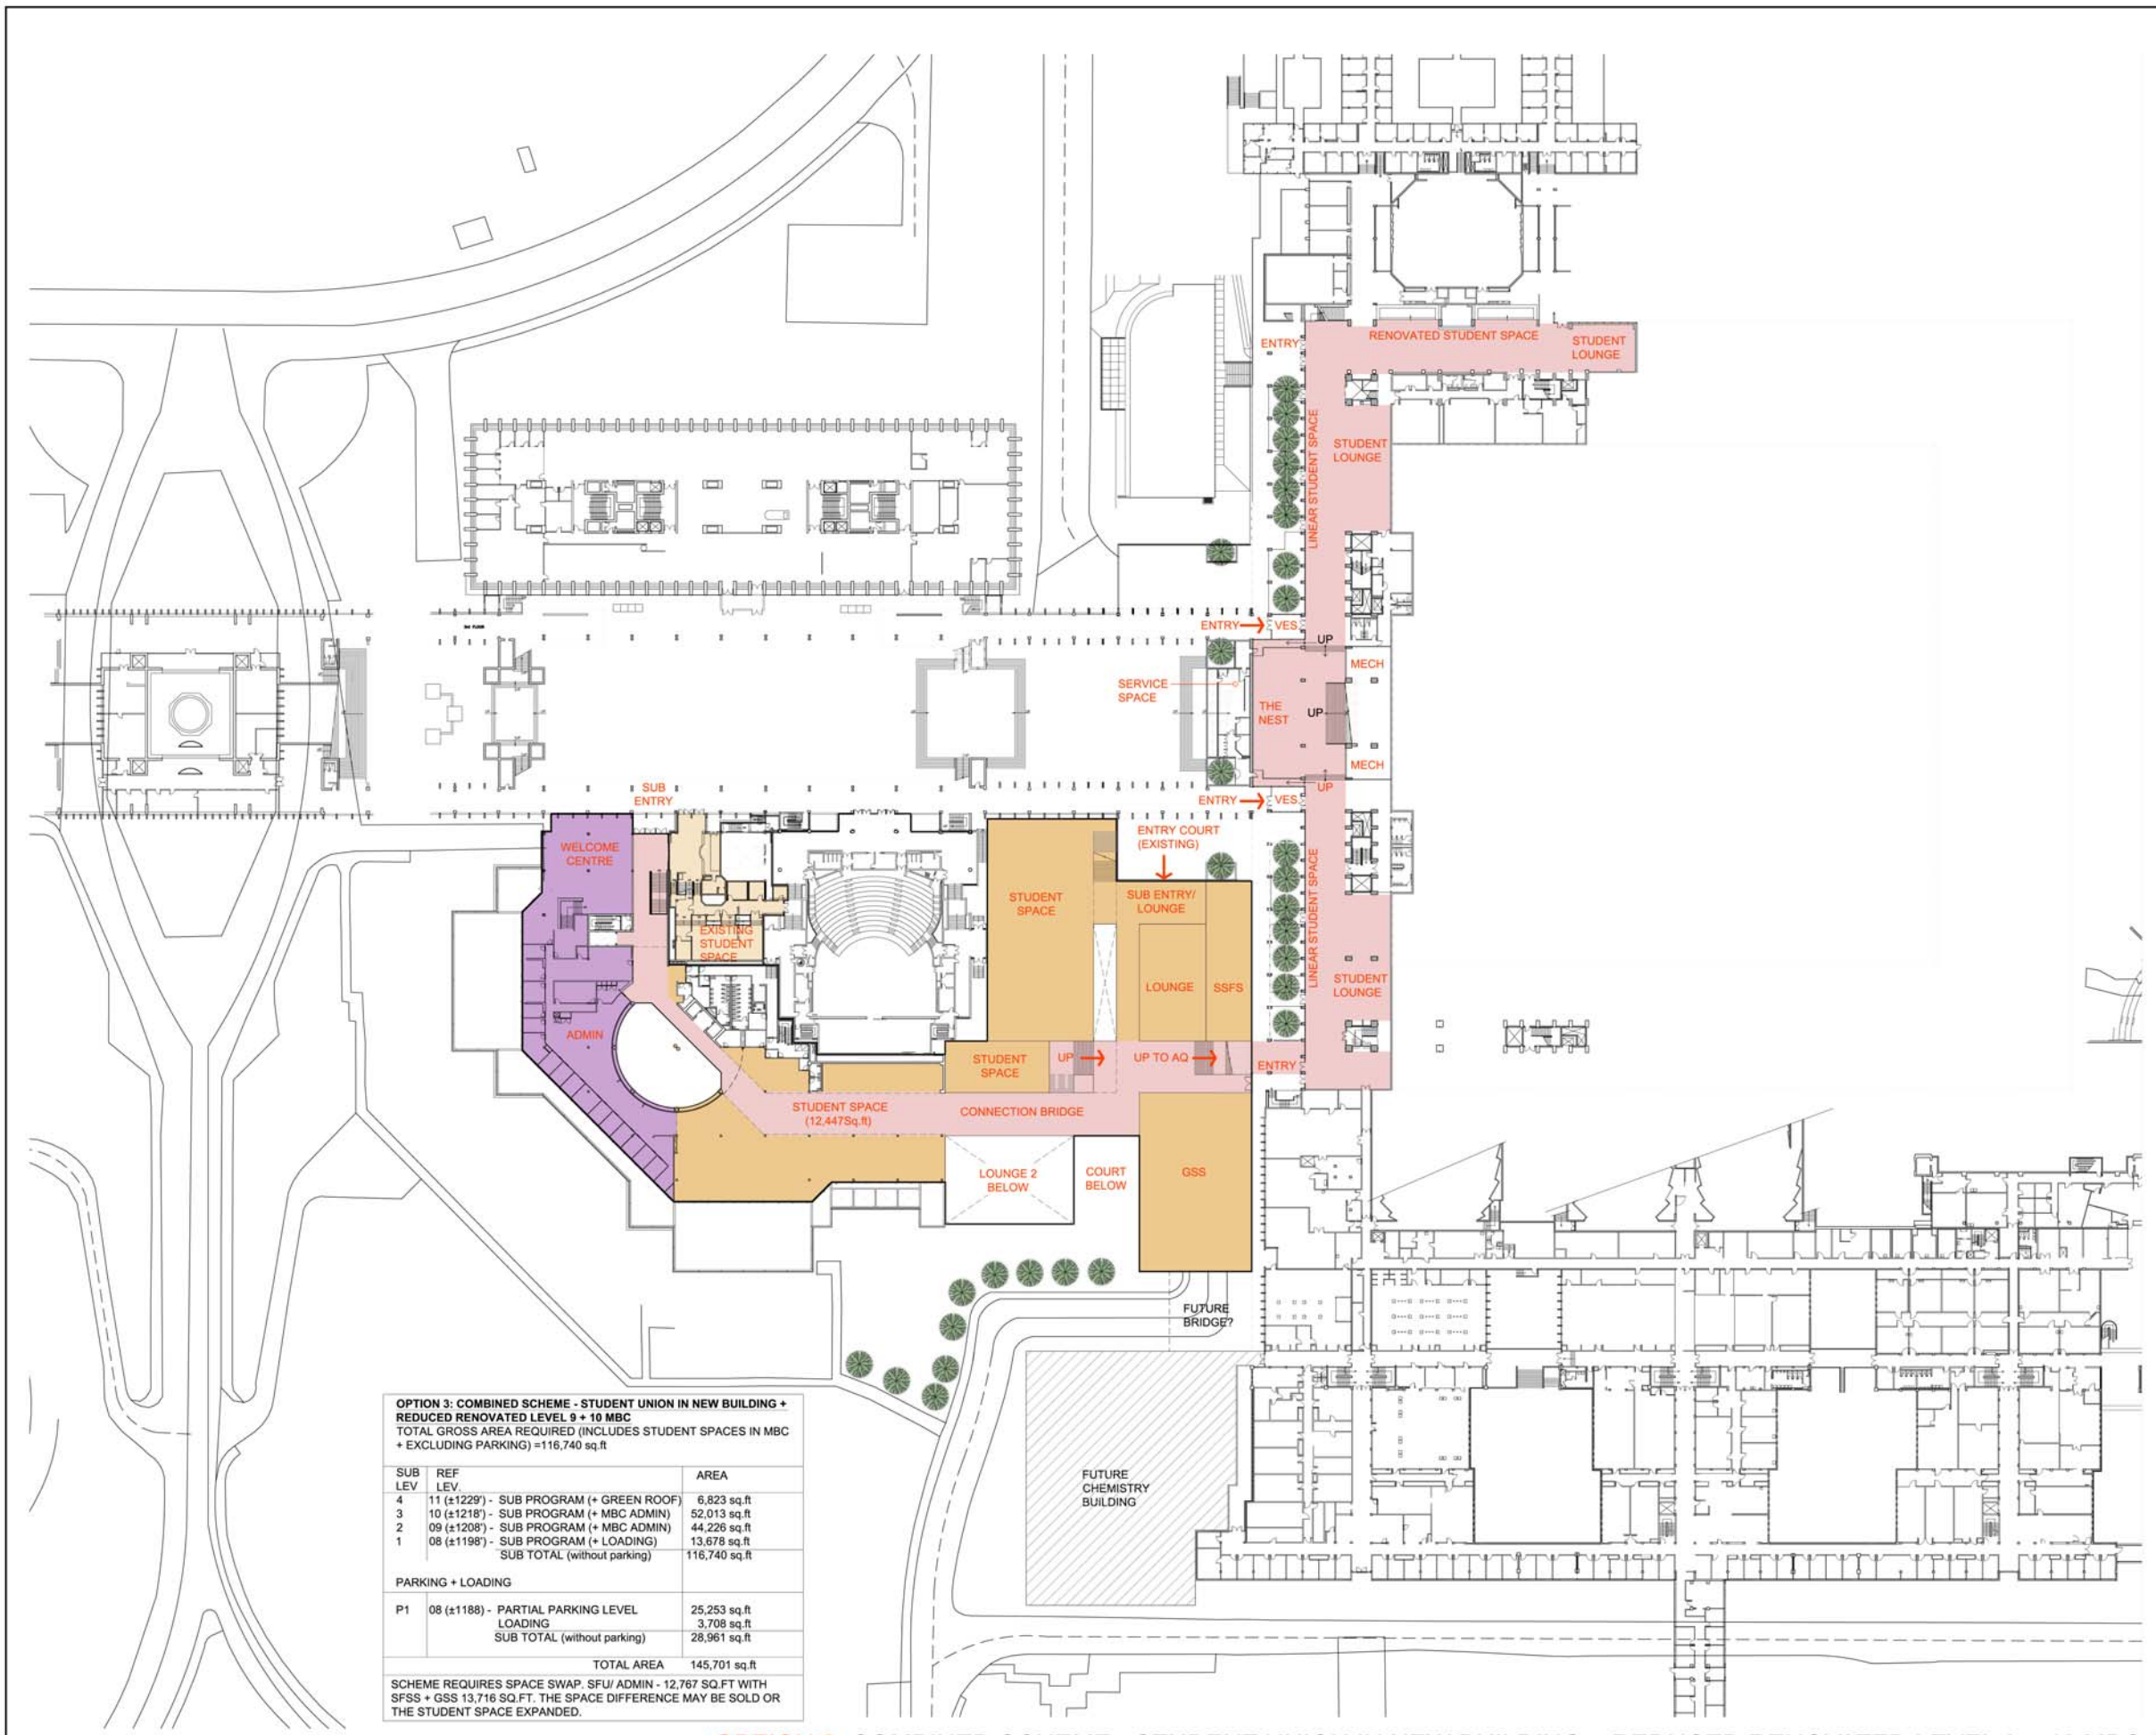 ENTRY
RENOVATED STUDENT SPACE
STUDENT
LOUNGE
LINEAR STUDENT SPACE
STUDENT
LOUNGE
ENTRY
VES.
UP
MECH
SERVICE
SPACE
THE
NEST
UP
MECH
UP
ENTRY
VES.
SUB
ENTRY
ENTRY COURT
(EXISTING)
WELCOME
CENTRE
STUDENT
SPACE
SUB ENTRY/
LOUNGE
LINEAR STUDENT SPACE
EXISTING
STUDENT
SPACE
LOUNGE
SSFS
STUDENT
LOUNGE
ADMIN
STUDENT
SPACE
UP
UP TO AQ
ENTRY
STUDENT SPACE
(12,447Sq.ft)
CONNECTION BRIDGE
LOUNGE 2
BELOW
COURT
BELOW
GSS
FUTURE
BRIDGE?
FUTURE
CHEMISTRY
BUILDING
OPTION 3: COMBINED SCHEME - STUDENT UNION IN NEW BUILDING +
REDUCED RENOVATED LEVEL 9 + 10 MBC
TOTAL GROSS AREA REQUIRED (INCLUDES STUDENT SPACES IN MBC
+ EXCLUDING PARKING) =116,740 sq.ft
SUB REF AREA
LEV LEV.
4 11 (±1229') - SUB PROGRAM (+ GREEN ROOF) 6,823 sq.ft
3 10 (±1218') - SUB PROGRAM (+ MBC ADMIN) 52,013 sq.ft
2 09 (±1208') - SUB PROGRAM (+ MBC ADMIN) 44,226 sq.ft
1 08 (±1198') - SUB PROGRAM (+ LOADING) 13,678 sq.ft
SUB TOTAL (without parking) 116,740 sq.ft
PARKING + LOADING
P1 08 (±1188) - PARTIAL PARKING LEVEL 25,253 sq.ft
LOADING 3,708 sq.ft
SUB TOTAL (without parking) 28,961 sq.ft
TOTAL AREA 145,701 sq.ft
SCHEME REQUIRES SPACE SWAP. SFU/ ADMIN - 12,767 SQ.FT WITH
SFSS + GSS 13,716 SQ.FT. THE SPACE DIFFERENCE MAY BE SOLD OR
THE STUDENT SPACE EXPANDED.